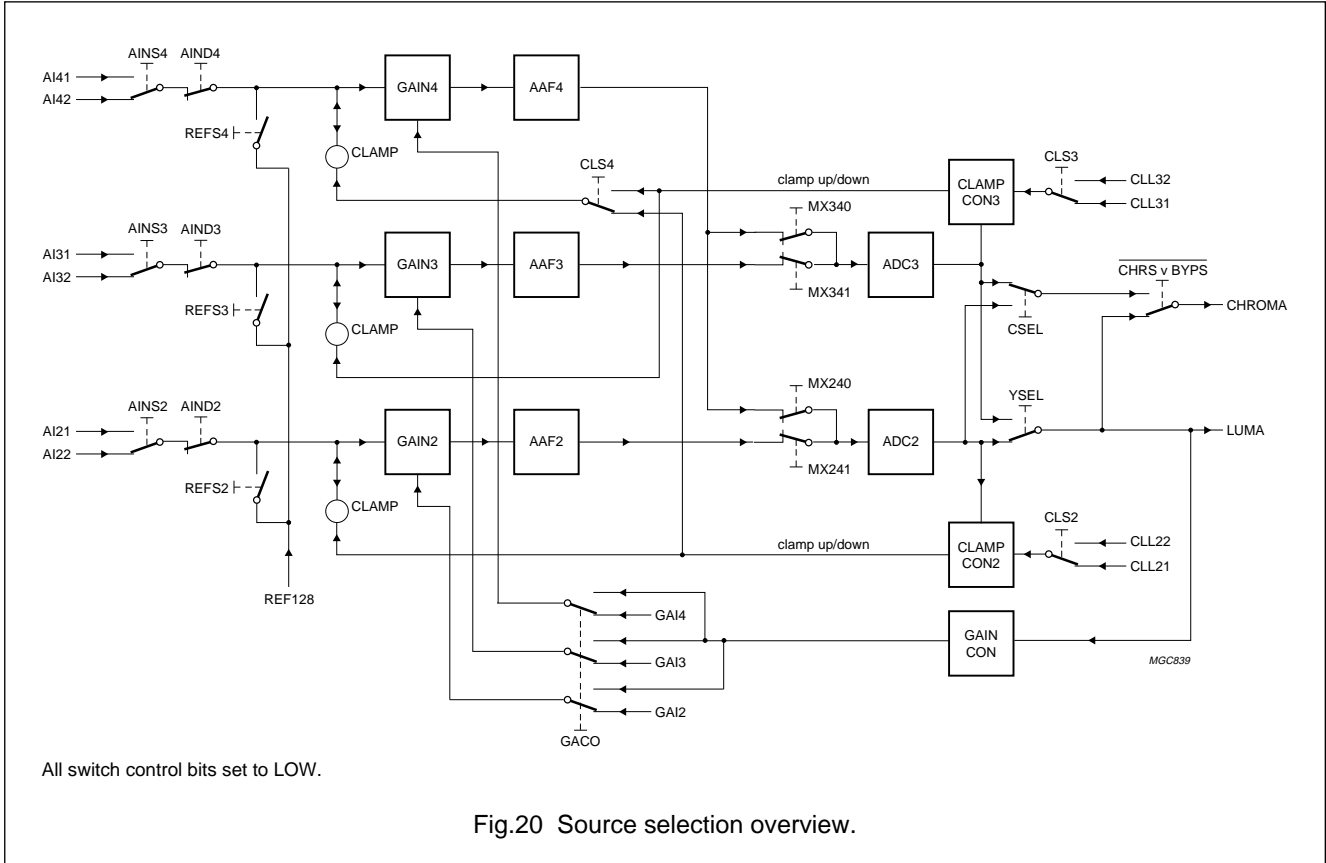 AINS4 AIND4
AI41
AI42
GAIN4
AAF4
REFS4
CLAMP
CLS4
clamp up/down
CLAMP
CON3
CLS3
CLL32
CLL31
MX340
AINS3 AIND3
AI31
AI32
GAIN3
AAF3
ADC3
MX341
CHRS v BYPS
CHROMA
REFS3
CLAMP
CSEL
MX240
YSEL
AINS2 AIND2
AI21
AI22
GAIN2
AAF2
ADC2
LUMA
MX241
REFS2
CLAMP
clamp up/down
CLAMP
CON2
CLS2
CLL22
CLL21
REF128
GAI4
GAI3
GAI2
GACO
GAIN
CON
MGC839
All switch control bits set to LOW.
Fig.20 Source selection overview.